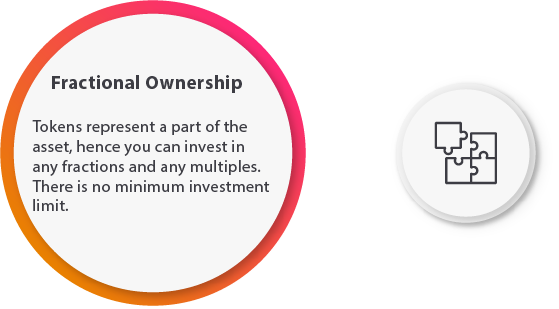 Fractional Ownership
Tokens represent a part of the
asset, hence you can invest in
any fractions and any multiples.
There is no minimum investment
limit.